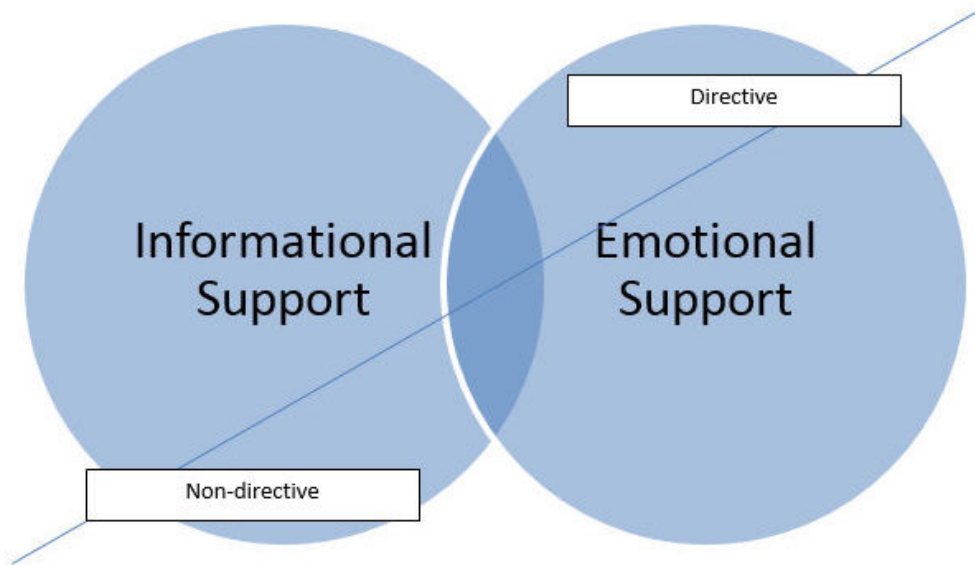 Directive
Informational
Support
Emotional
Support
Non-directive